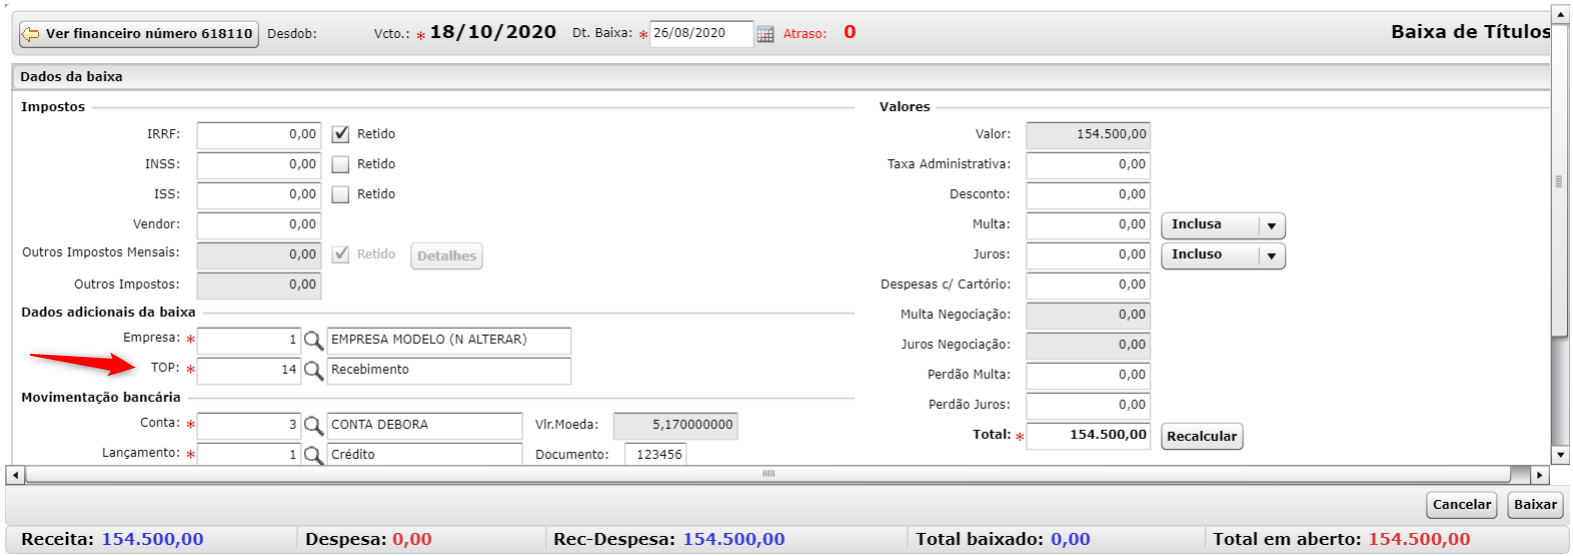 Ver financeiro número 618110 Desdob: Vcto.: * 18/10/2020 Dt. Baixa: * 26/08/2020 Atraso: 0 Baixa de Títulos
Dados da baixa
Impostos
IRRF: 0,00 Retido
INSS: 0,00 Retido
ISS: 0,00 Retido
Vendor: 0,00
Outros Impostos Mensais: 0,00 Retido Detalhes
Outros Impostos: 0,00
Dados adicionais da baixa
Empresa: * 1 EMPRESA MODELO (N ALTERAR)
TOP: * 14 Recebimento
Movimentação bancária
Conta: * 3 CONTA DEBORA Vlr.Moeda: 5,170000000
Lançamento: * 1 Crédito Documento: 123456
Valores
Valor: 154.500,00
Taxa Administrativa: 0,00
Desconto: 0,00
Multa: 0,00 Inclusa
Juros: 0,00 Incluso
Despesas c/ Cartório: 0,00
Multa Negociação: 0,00
Juros Negociação: 0,00
Perdão Multa: 0,00
Perdão Juros: 0,00
Total: * 154.500,00 Recalcular
Cancelar Baixar
Receita: 154.500,00 Despesa: 0,00 Rec-Despesa: 154.500,00 Total baixado: 0,00 Total em aberto: 154.500,00